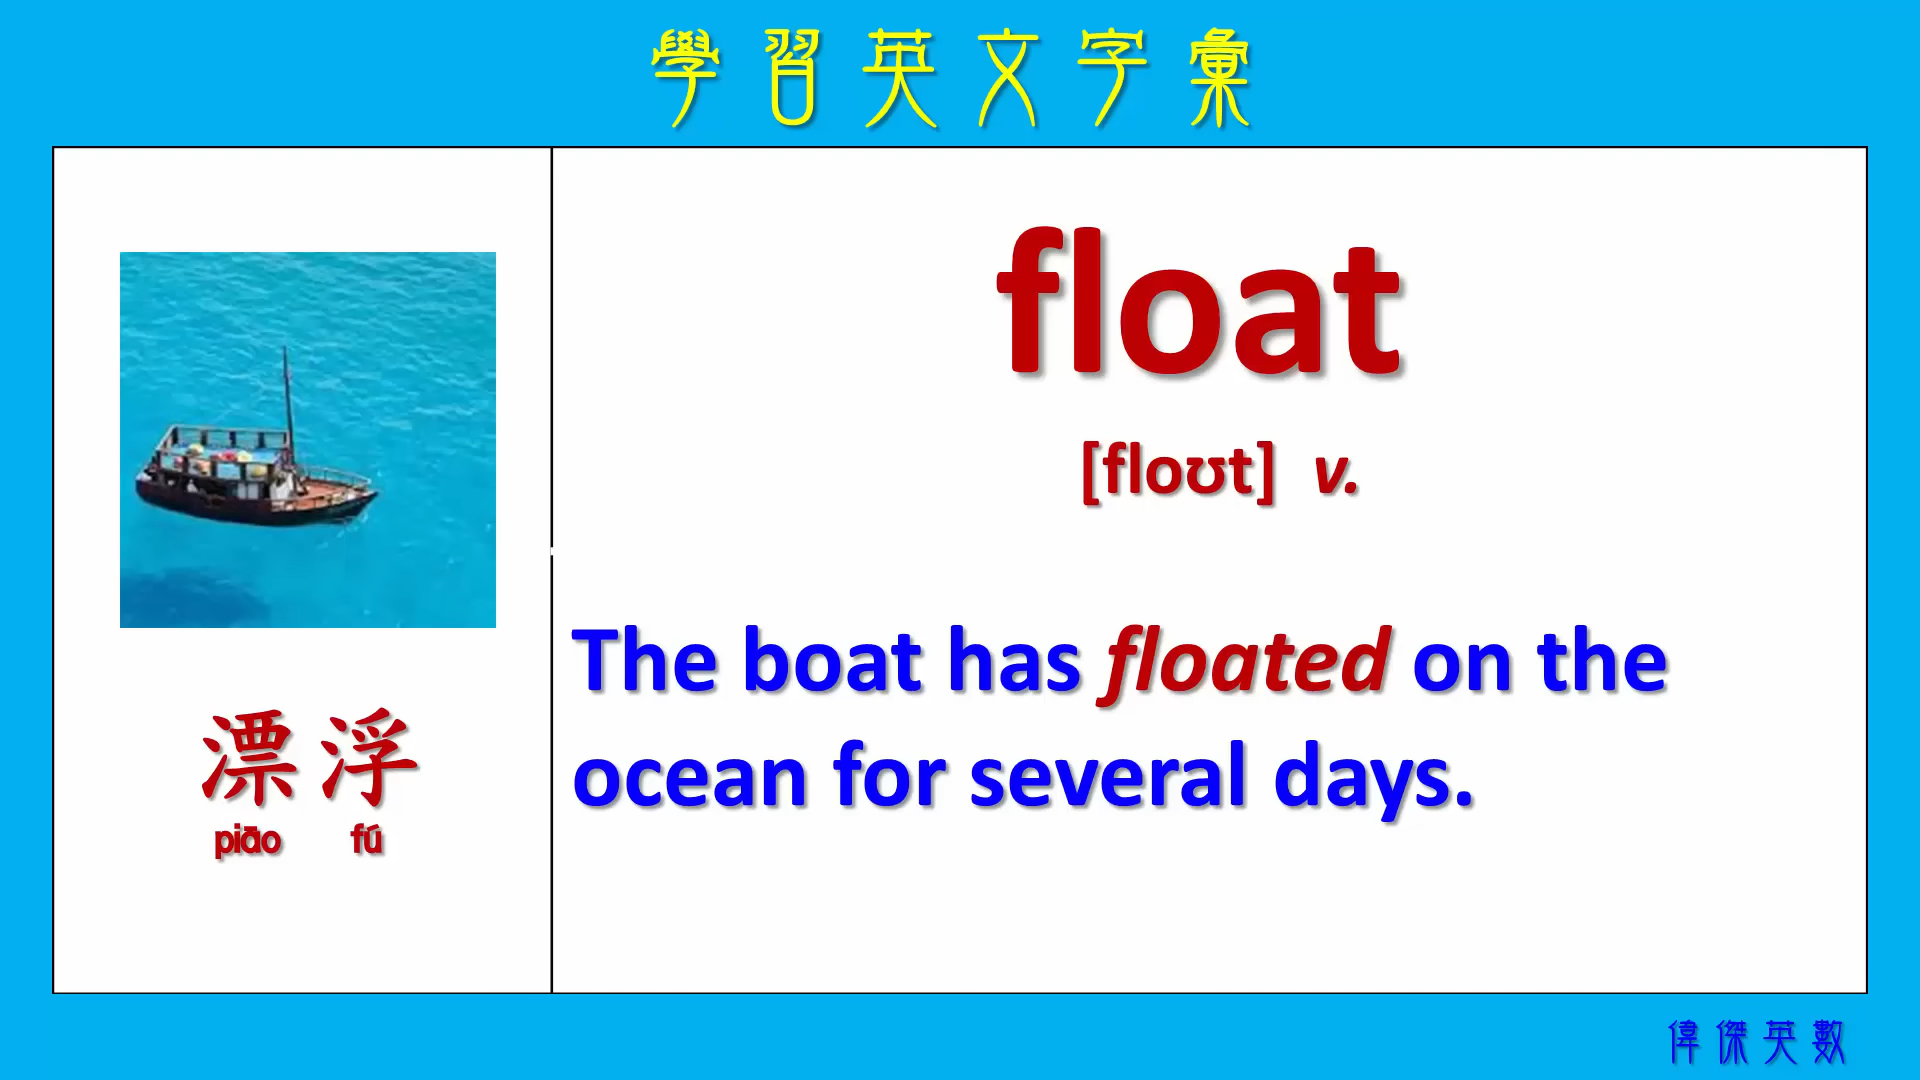 學習英文字彙
float
[floʊt] v.
The boat has floated on the
ocean for several days.
漂浮
piāo fú
偉傑英數